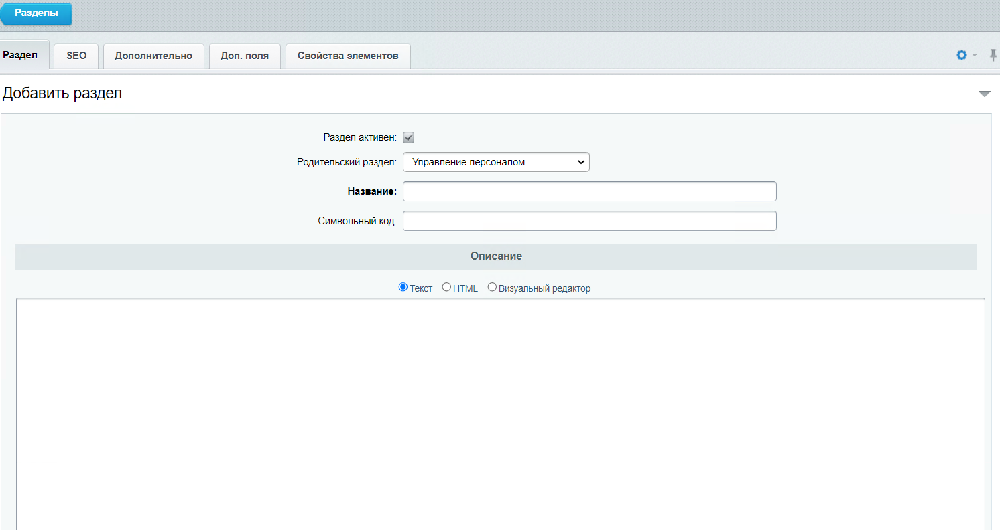 Разделы
Раздел SEO Дополнительно Доп. поля Свойства элементов
Добавить раздел
Раздел активен:
Родительский раздел: .Управление персоналом
Название:
Символьный код:
Описание
Текст HTML Визуальный редактор